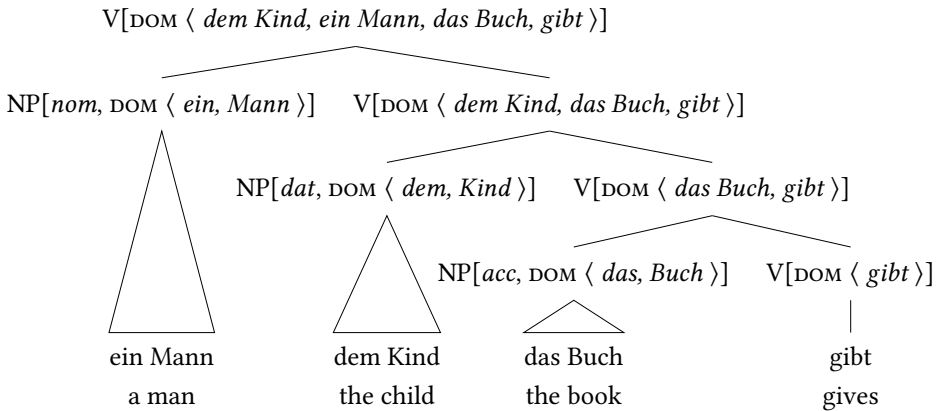 V[DOM ⟨ dem Kind, ein Mann, das Buch, gibt ⟩]
NP[nom, DOM ⟨ ein, Mann ⟩] V[DOM ⟨ dem Kind, das Buch, gibt ⟩]
NP[dat, DOM ⟨ dem, Kind ⟩] V[DOM ⟨ das Buch, gibt ⟩]
NP[acc, DOM ⟨ das, Buch ⟩] V[DOM ⟨ gibt ⟩]
ein Mann dem Kind das Buch gibt
a man the child the book gives